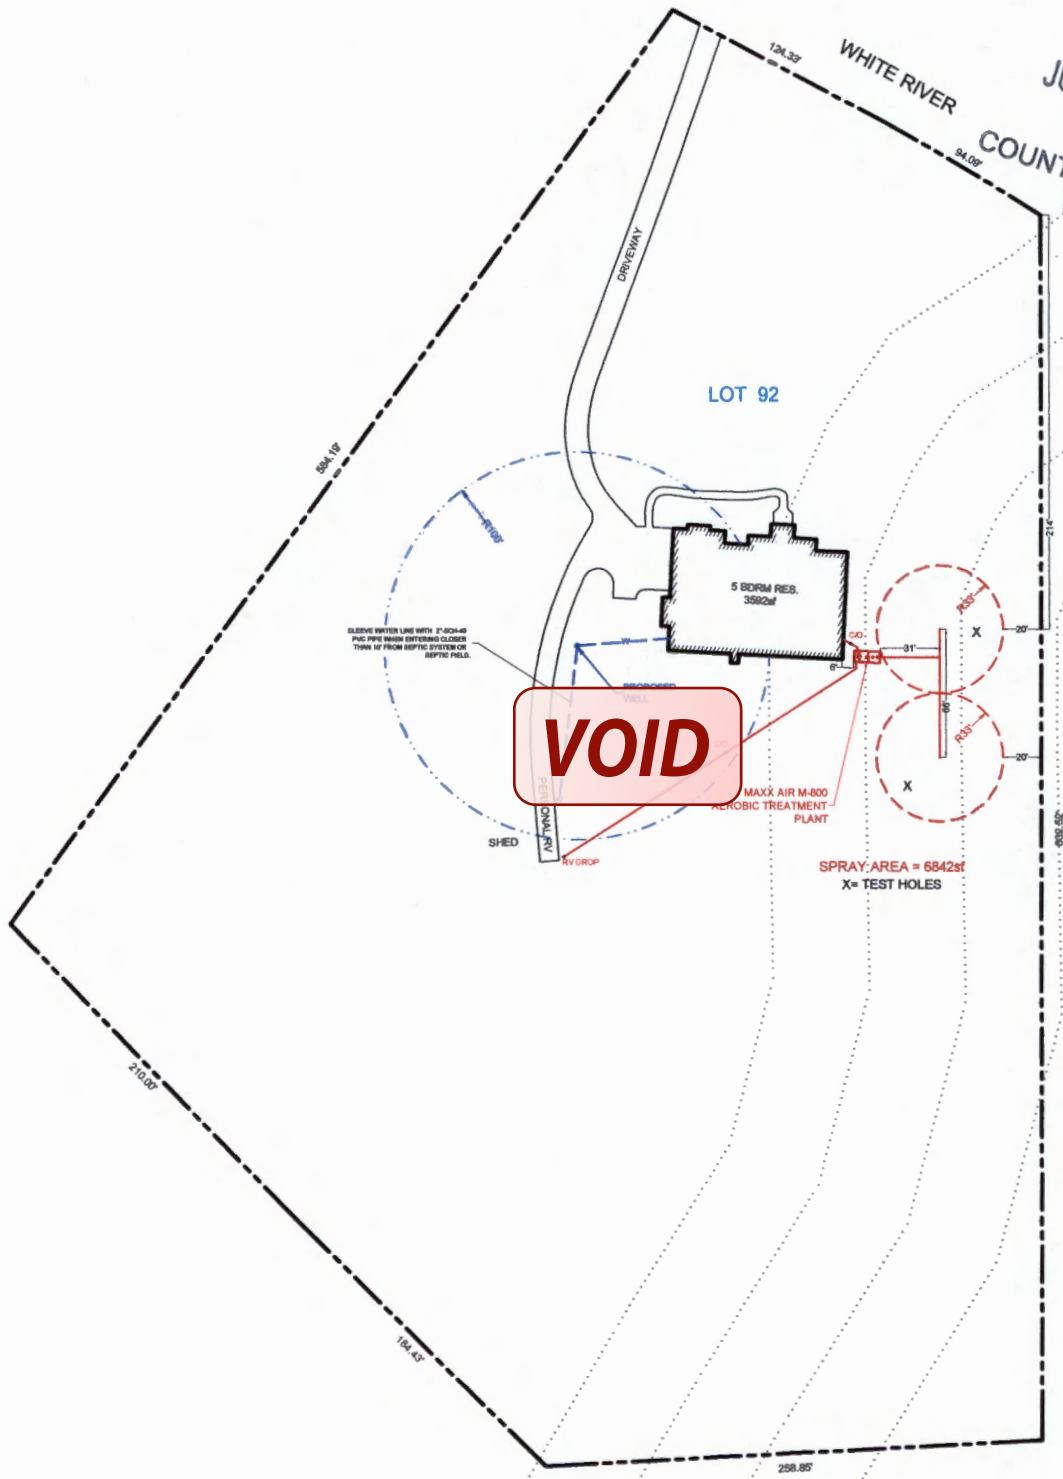 124.33'
WHITE RIVER
94.09'
COUNT
DRIVEWAY
LOT 92
584.19'
R100'
214'
5 BDRM RES.
3592sf
R33'
X
20'
C/O
31'
6'
SLEEVE WATER LINE WITH 2"-SCH-40
PVC PIPE WHEN ENTERING CLOSER
THAN 10' FROM SEPTIC SYSTEM OR
SEPTIC FIELD.
W
PROPOSED
WELL
66'
R33'
20'
VOID
X
MAXX AIR M-800
AEROBIC TREATMENT
PLANT
PERSONAL RV
SHED
RV DROP
SPRAY AREA = 6842sf
X= TEST HOLES
210.00'
184.43'
258.85'